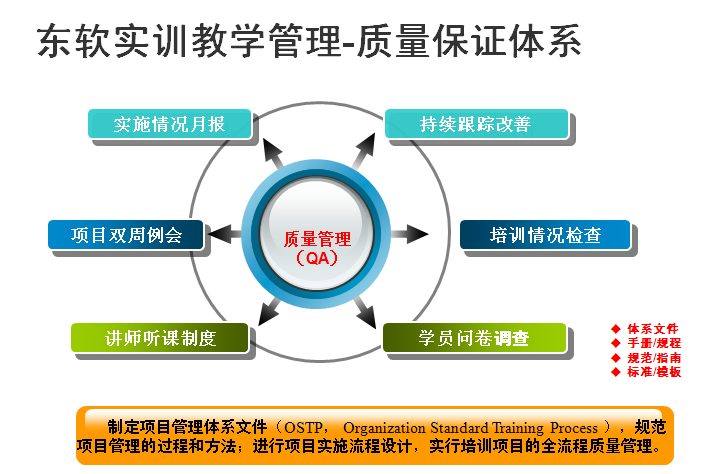 东软实训教学管理-质量保证体系
实施情况月报
持续跟踪改善
项目双周例会
质量管理
（QA）
培训情况检查
讲师听课制度
学员问卷调查
◆ 体系文件
◆ 手册/规程
◆ 规范/指南
◆ 标准/模板
制定项目管理体系文件（OSTP， Organization Standard Training Process ），规范
项目管理的过程和方法；进行项目实施流程设计，实行培训项目的全流程质量管理。